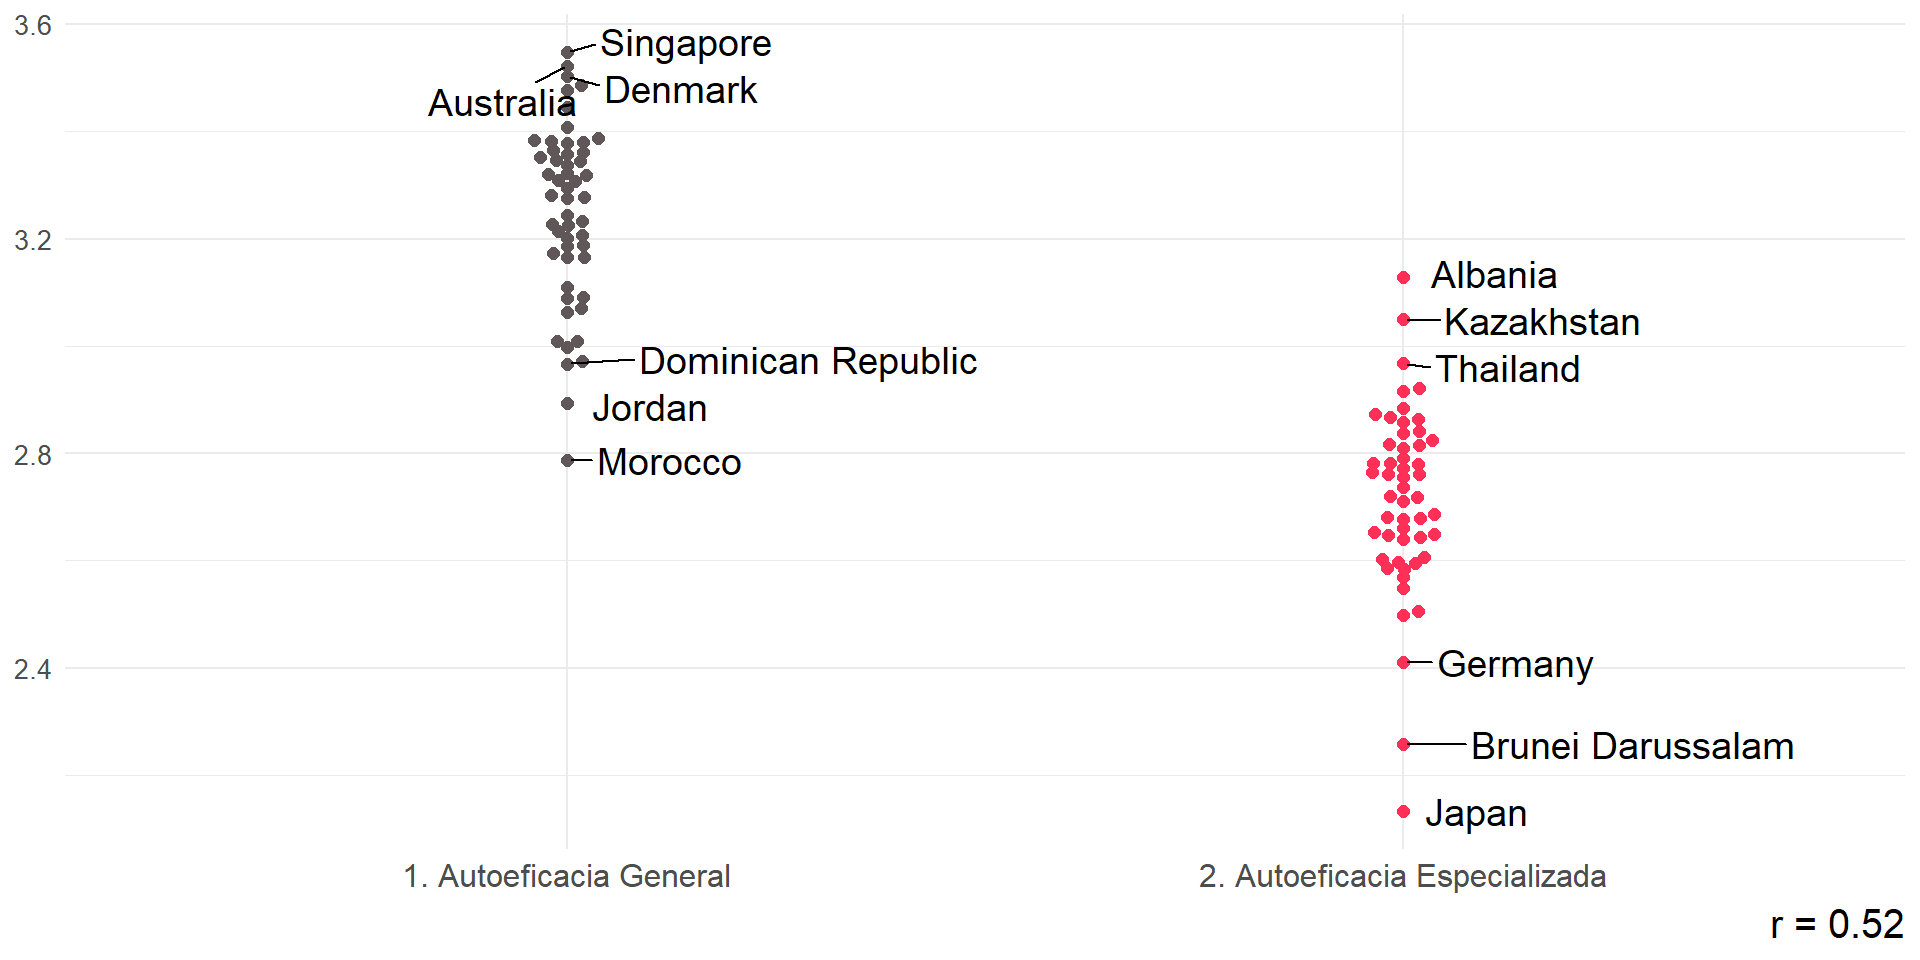 3.6
Singapore
Denmark
Australia
3.2
Albania
Kazakhstan
Dominican Republic
Thailand
Jordan
2.8
Morocco
2.4
Germany
Brunei Darussalam
Japan
1. Autoeficacia General
2. Autoeficacia Especializada
r = 0.52